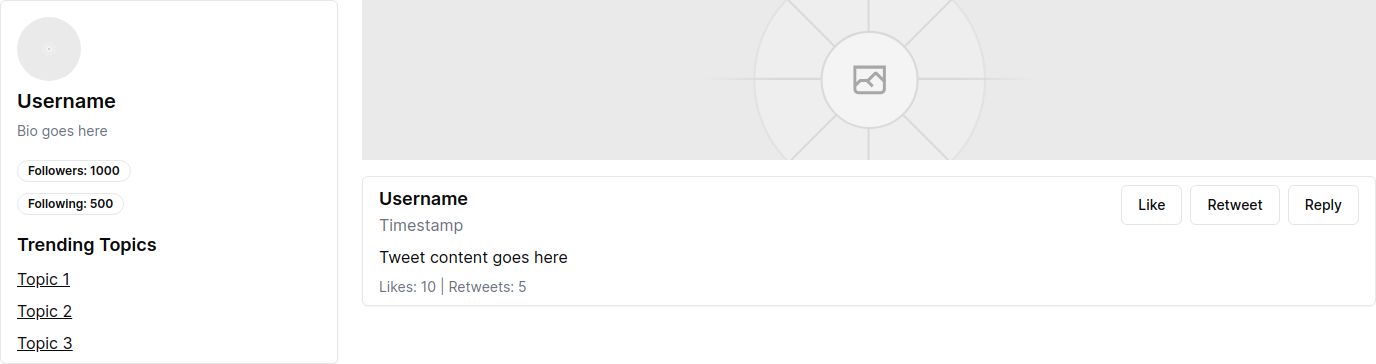 Username
Bio goes here
Followers: 1000
Following: 500
Trending Topics
Topic 1
Topic 2
Topic 3
Username
Timestamp
Like
Retweet
Reply
Tweet content goes here
Likes: 10 | Retweets: 5